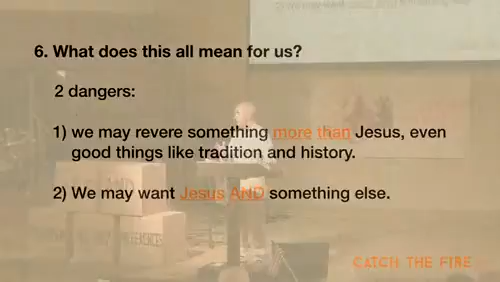 6. What does this all mean for us?
2 dangers:
1) we may revere something more than Jesus, even
good things like tradition and history.
2) We may want Jesus AND something else.
CATCH THE FIRE